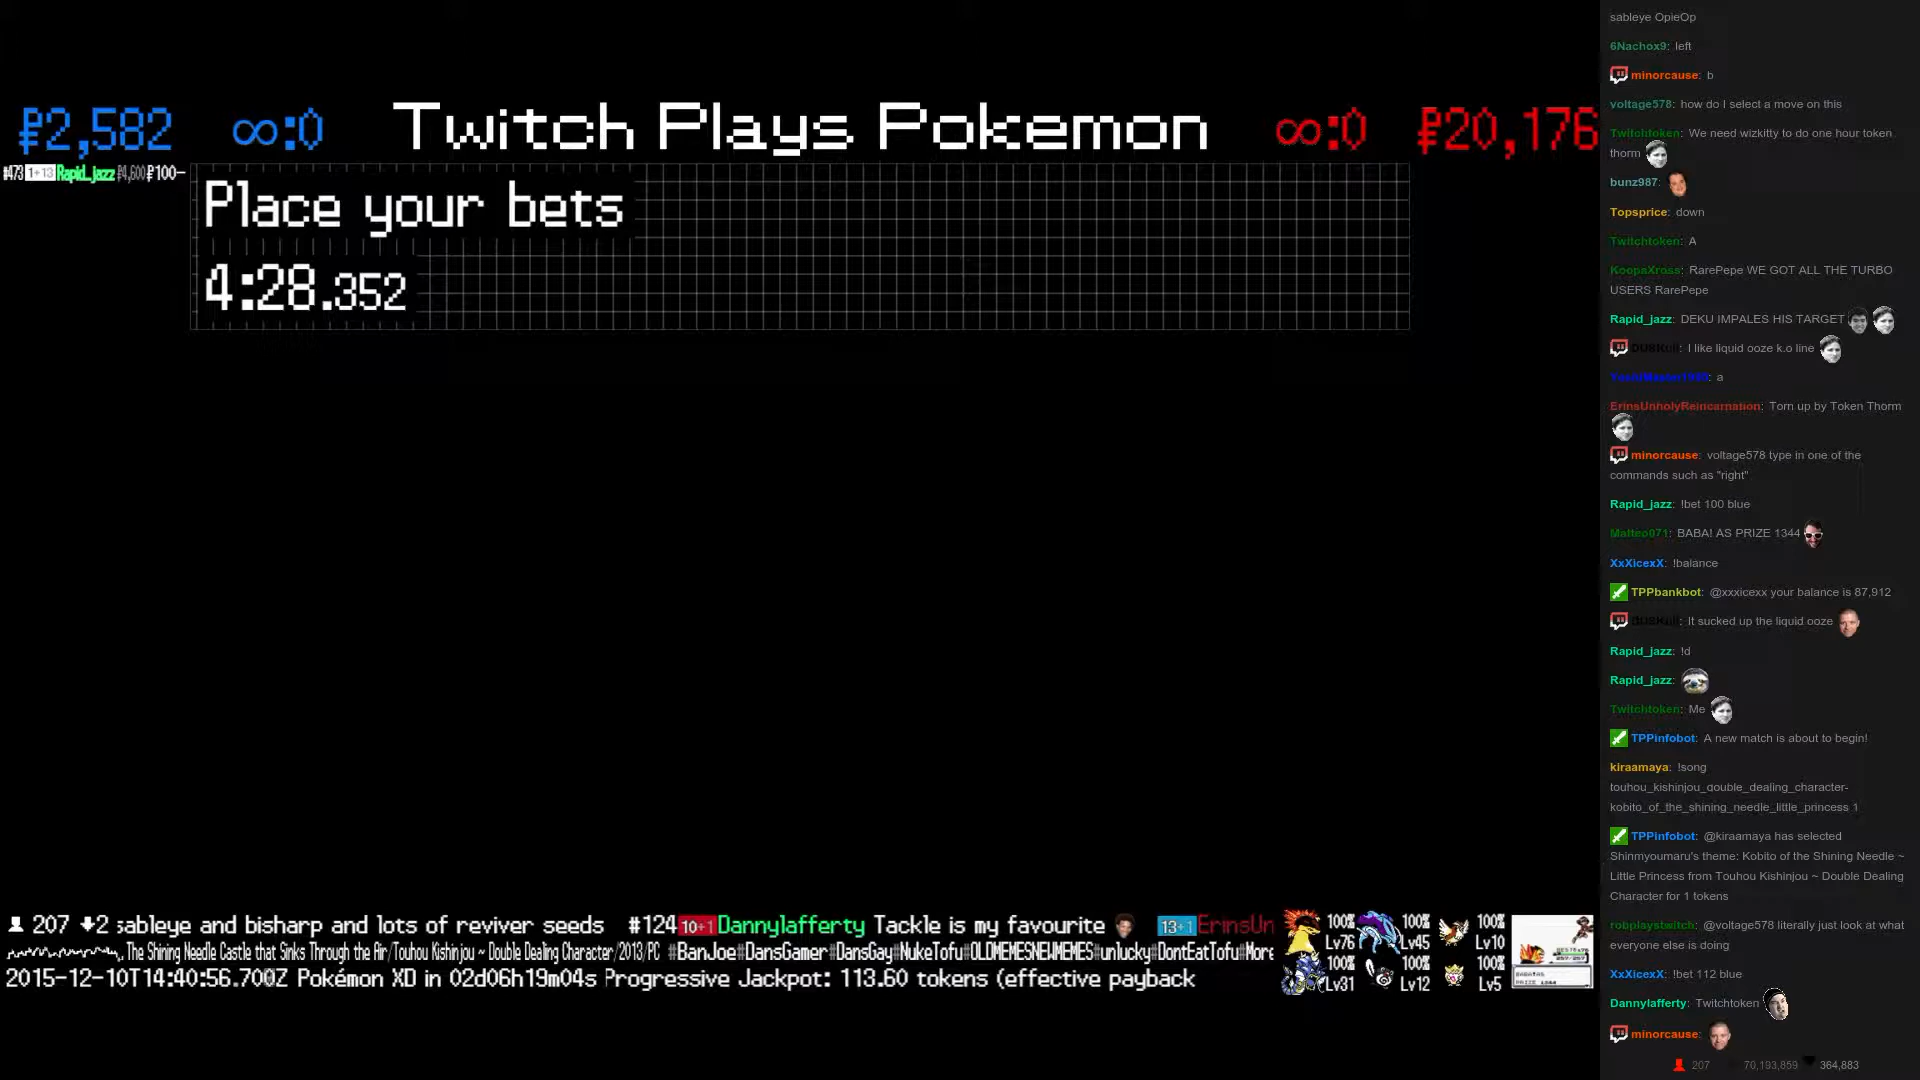 ₽2,582 ∞:0 Twitch Plays Pokemon ∞:0 ₽20,176
#473 1+13 Rapid_jazz ₽4,600 ₽100
Place your bets
4:28.352
207 2 sableye and bisharp and lots of reviver seeds #124 10+1 Dannylafferty Tackle is my favourite 13+1 ErinsUn
The Shining Needle Castle that Sinks Through the Air/Touhou Kishinjou ~ Double Dealing Character/2013/PC #BanJoe#DansGamer#DansGay#NukeTofu#OLDMEMESNEWMEMES#unlucky#DontEatTofu#More
2015-12-10T14:40:56.700Z Pokémon XD in 02d06h19m04s Progressive Jackpot: 113.60 tokens (effective payback
100% Lv76 100% Lv45 100% Lv10
100% Lv31 100% Lv12 100% Lv5
sableye OpieOp
6Nachox9: left
minorcause: b
voltage578: how do I select a move on this
Twitchtoken: We need wizkitty to do one hour token
thorm
bunz987:
Topsprice: down
Twitchtoken: A
KoopaXross: RarePepe WE GOT ALL THE TURBO
USERS RarePepe
Rapid_jazz: DEKU IMPALES HIS TARGET
DUSKull: I like liquid ooze k.o line
: a
ErinsUnholyReincarnation: Torn up by Token Thorm
minorcause: voltage578 type in one of the
commands such as "right"
Rapid_jazz: !bet 100 blue
Matteo071: BABA! AS PRIZE 1344
XxXicexX: !balance
TPPbankbot: @xxxicexx your balance is 87,912
DUSKull: It sucked up the liquid ooze
Rapid_jazz: !d
Rapid_jazz:
Twitchtoken: Me
TPPinfobot: A new match is about to begin!
kiraamaya: !song
touhou_kishinjou_double_dealing_character-
kobito_of_the_shining_needle_little_princess 1
TPPinfobot: @kiraamaya has selected
Shinmyoumaru's theme: Kobito of the Shining Needle ~
Little Princess from Touhou Kishinjou ~ Double Dealing
Character for 1 tokens
robplaystwitch: @voltage578 literally just look at what
everyone else is doing
XxXicexX: !bet 112 blue
Dannylafferty: Twitchtoken
minorcause:
207 70,193,859 364,883